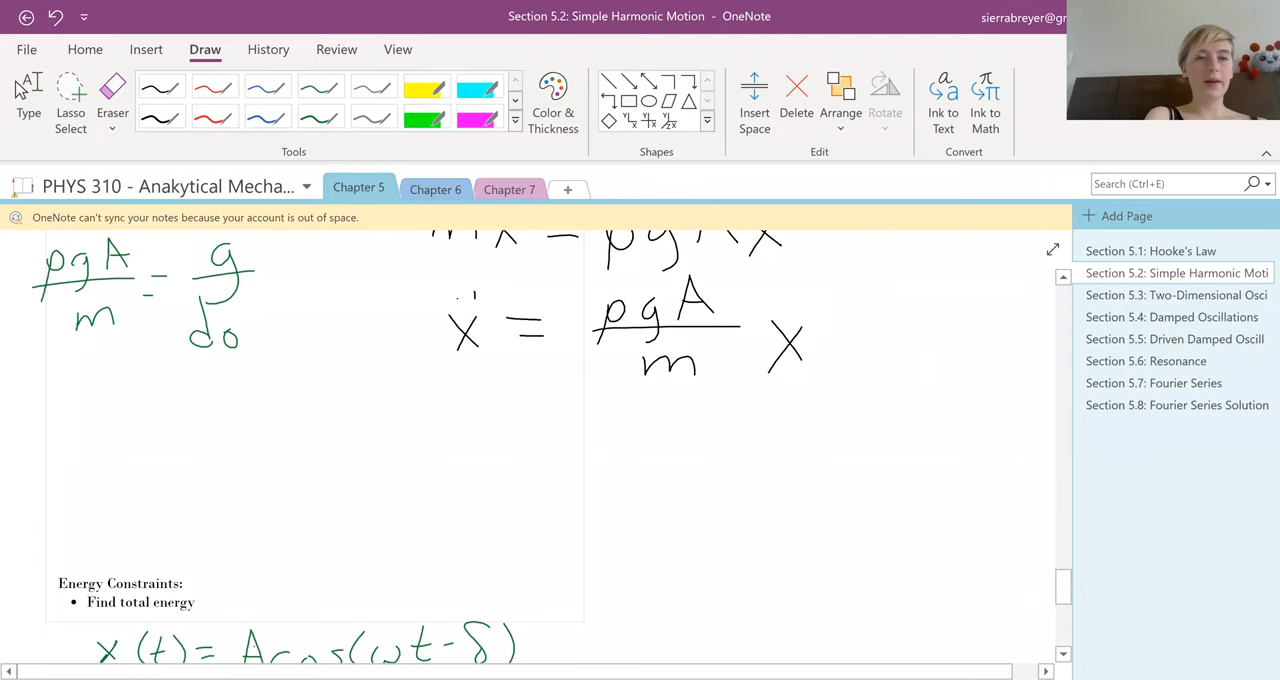 Section 5.2: Simple Harmonic Motion - OneNote
sierrabreyer@gr
File Home Insert Draw History Review View
Type
Lasso Select
Eraser
Color & Thickness
Insert Space
Delete
Arrange
Rotate
Ink to Text
Ink to Math
Tools
Shapes
Edit
Convert
PHYS 310 - Anakytical Mecha...
Chapter 5
Chapter 6
Chapter 7
Search (Ctrl+E)
OneNote can't sync your notes because your account is out of space.
Add Page
Section 5.1: Hooke's Law
Section 5.2: Simple Harmonic Moti
Section 5.3: Two-Dimensional Osci
Section 5.4: Damped Oscillations
Section 5.5: Driven Damped Oscill
Section 5.6: Resonance
Section 5.7: Fourier Series
Section 5.8: Fourier Series Solution
ρgA/m = g/do
ẍ = ρgA/m x
Energy Constraints:
• Find total energy
x(t) = A cos(ωt - δ)